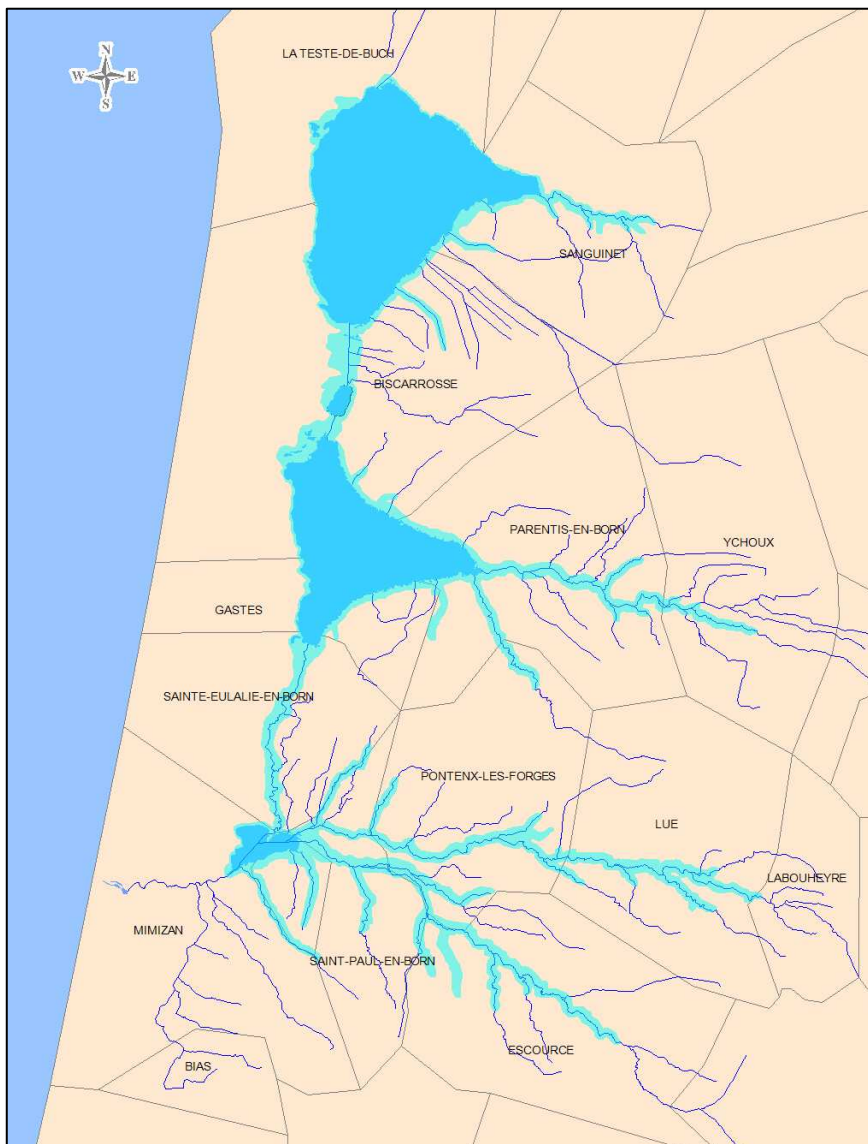 LA TESTE-DE-BUCH
N
W E
S
SANGUINET
BISCARROSSE
PARENTIS-EN-BORN
YCHOUX
GASTES
SAINTE-EULALIE-EN-BORN
PONTENX-LES-FORGES
LUE
LABOUHEYRE
MIMIZAN
SAINT-PAUL-EN-BORN
ESCOURCE
BIAS